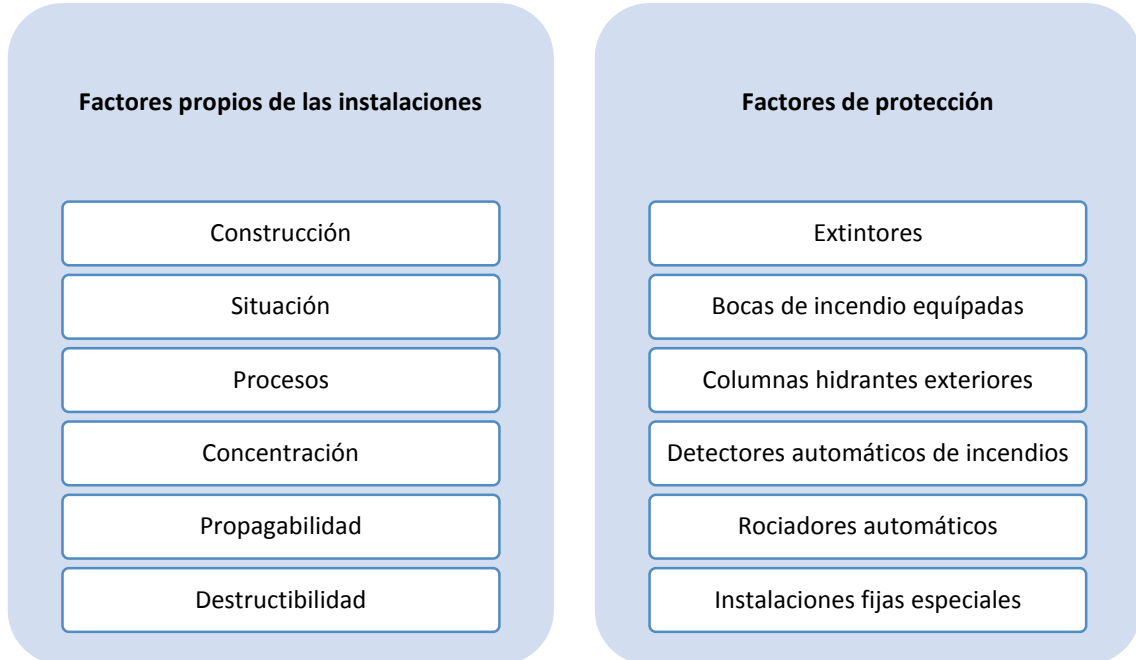 Factores propios de las instalaciones
Construcción
Situación
Procesos
Concentración
Propagabilidad
Destructibilidad
Factores de protección
Extintores
Bocas de incendio equípadas
Columnas hidrantes exteriores
Detectores automáticos de incendios
Rociadores automáticos
Instalaciones fijas especiales